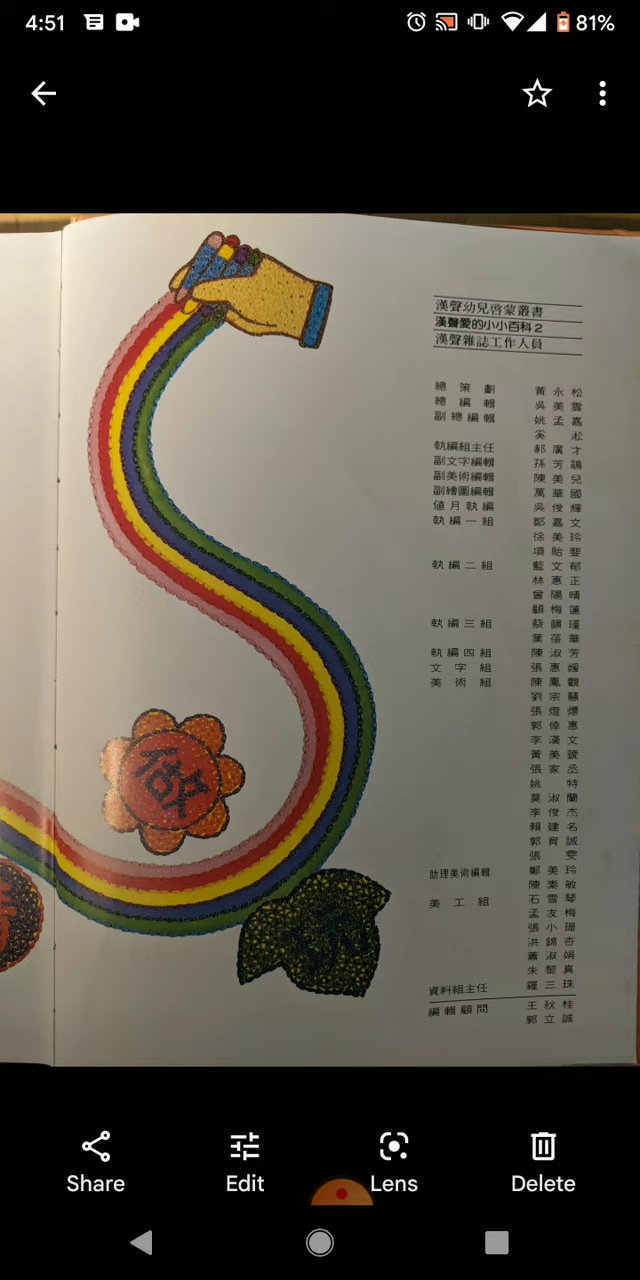 4:51
81%
漢聲幼兒啓蒙叢書
漢聲愛的小小百科2
漢聲雜誌工作人員
總策劃 黃永松
總編輯 吳美雲
副總編輯 姚孟嘉
奚淞
執編組主任 郝廣才
副文字編輯 孫芳鵑
副美術編輯 陳美兒
副繪圖編輯 萬華國
值月執編 吳俊輝
執編一組 鄒嘉文
徐美玲
項貽斐
執編二組 藍文郁
林惠正
曾陽晴
顧梅蓮
執編三組 蔡韻瑾
葉蓓華
執編四組 陳淑芳
文字組 張惠媛
美術組 陳鳳觀
劉宗慧
張燈熛
郭倖惠
李漢文
黃美鏇
張家丞
姚特
莫淑蘭
李俊杰
賴建名
郭育誠
張雯
助理美術編輯 鄭美玲
陳素敏
美工組 石雪琴
孟友梅
張小珊
洪錦杏
蕭淑娟
朱黎真
資料組主任 羅三珠
編輯顧問 王秋桂
郭立誠
Share
Edit
Lens
Delete